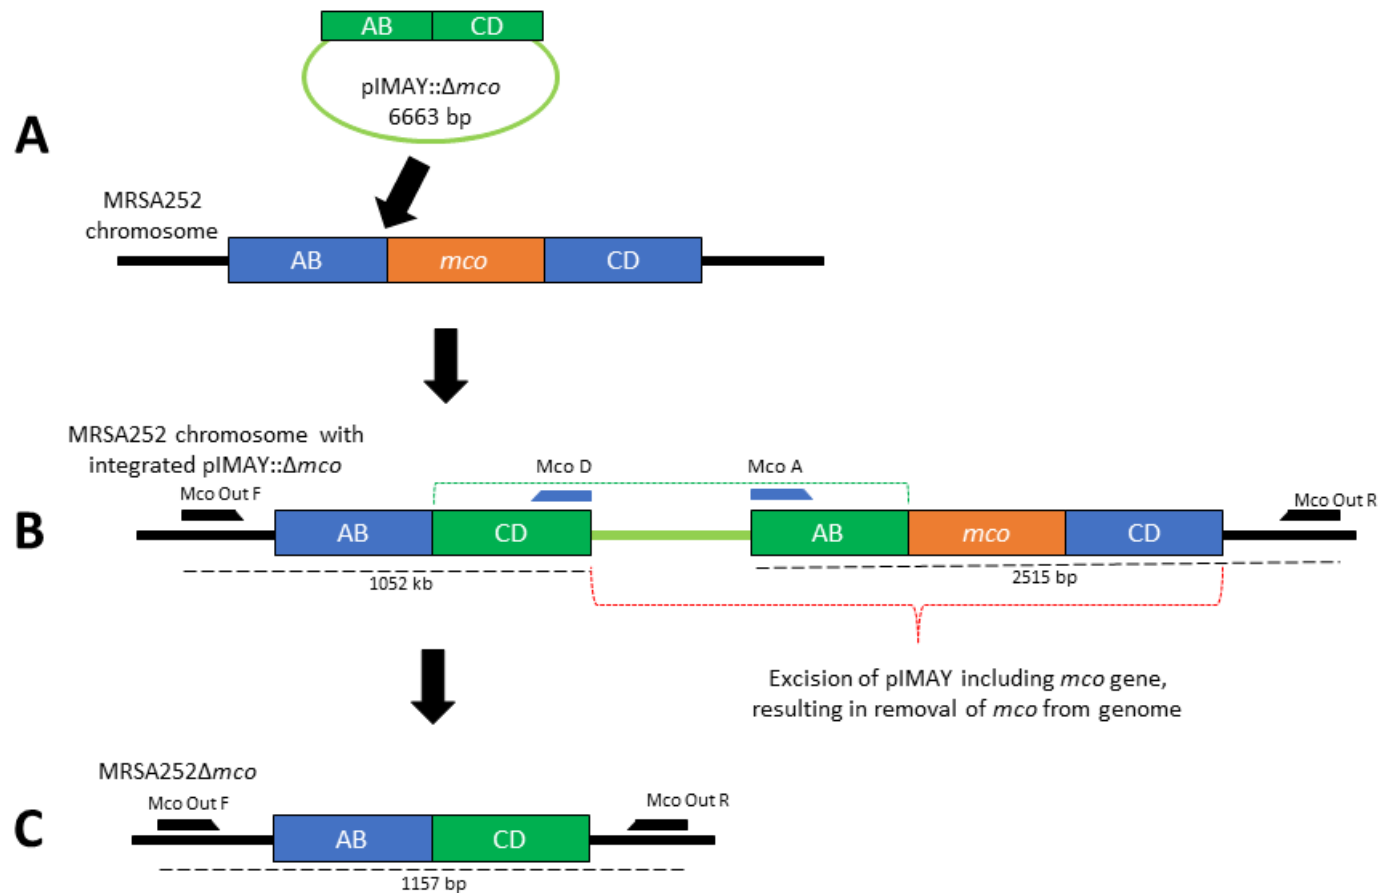 AB CD
pIMAY::Δmco
6663 bp
A
MRSA252
chromosome
AB mco CD
MRSA252 chromosome with
integrated pIMAY::Δmco
Mco D Mco A
Mco Out F
Mco Out R
B
AB CD AB mco CD
1052 kb
2515 bp
Excision of pIMAY including mco gene,
resulting in removal of mco from genome
MRSA252Δmco
Mco Out F
Mco Out R
C
AB CD
1157 bp